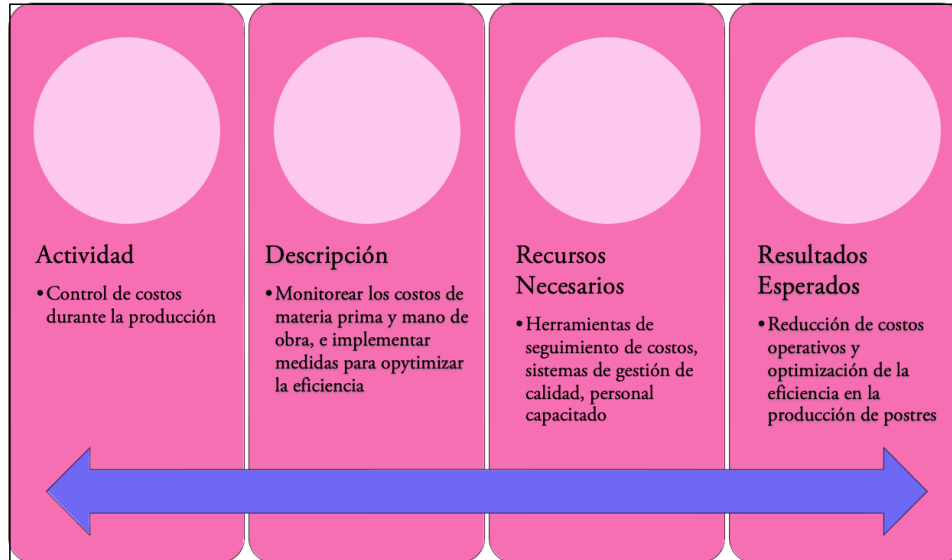 Actividad
•Control de costos
durante la producción
Descripción
•Monitorear los costos de
materia prima y mano de
obra, e implementar
medidas para opytimizar
la eficiencia
Recursos
Necesarios
•Herramientas de
seguimiento de costos,
sistemas de gestión de
calidad, personal
capacitado
Resultados
Esperados
•Reducción de costos
operativos y
optimización de la
eficiencia en la
producción de postres